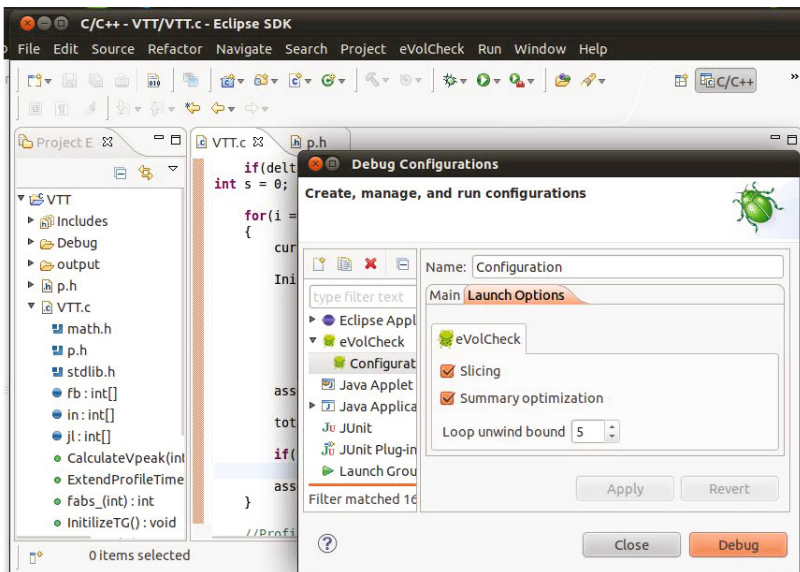 C/C++ - VTT/VTT.c - Eclipse SDK
File Edit Source Refactor Navigate Search Project eVolCheck Run Window Help
C/C++
»
Project E
VTT.c
p.h
VTT
Includes
Debug
output
p.h
VTT.c
math.h
p.h
stdlib.h
fb : int[]
in : int[]
jl : int[]
CalculateVpeak(int
ExtendProfileTime
fabs_(int) : int
InitilizeTG() : void
if(delt
int s = 0;
for(i =
{
cur
Ini
ass
tot
if(
ass
}
//Profi
0 items selected
Debug Configurations
Create, manage, and run configurations
type filter text
Eclipse Appl
eVolCheck
Configurat
Java Applet
Java Applica
JUnit
JUnit Plug-in
Launch Grou
Filter matched 16
Name: Configuration
Main Launch Options
eVolCheck
Slicing
Summary optimization
Loop unwind bound 5
Apply Revert
? Close Debug